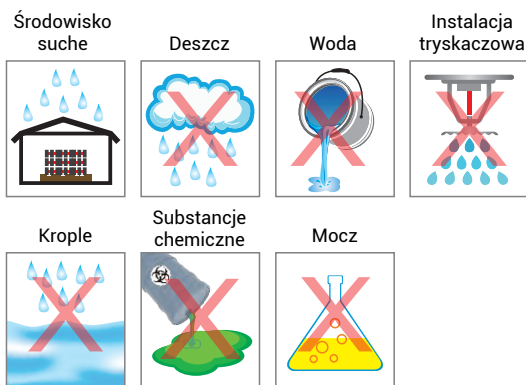 Środowisko
suche
Deszcz
Woda
Instalacja
tryskaczowa
Krople
Substancje
chemiczne
Mocz